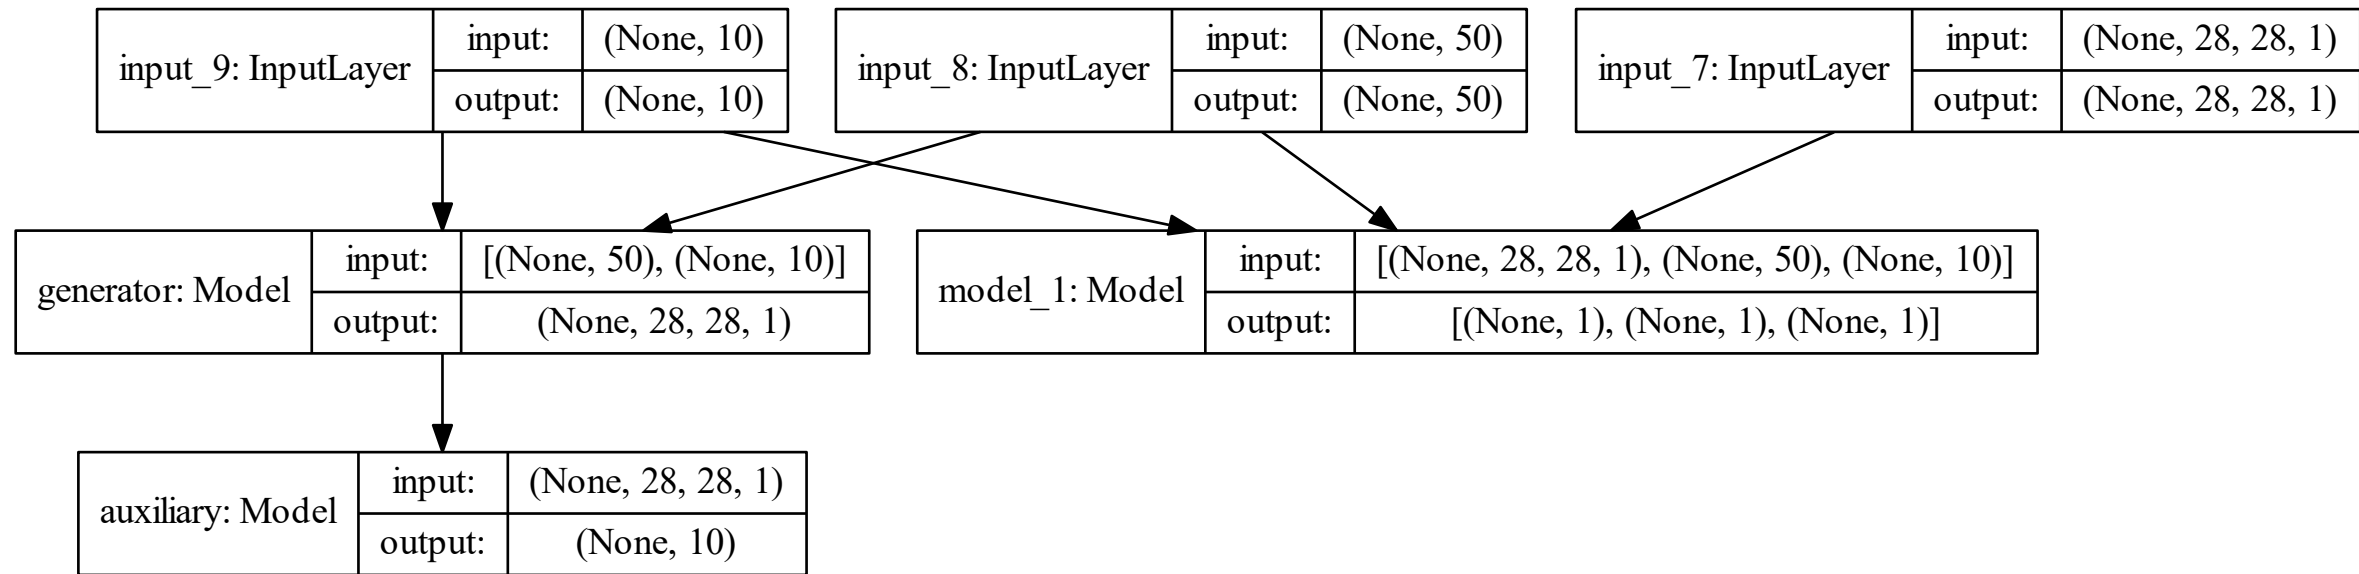 input_9: InputLayer
input: (None, 10)
output: (None, 10)
input_8: InputLayer
input: (None, 50)
output: (None, 50)
input_7: InputLayer
input: (None, 28, 28, 1)
output: (None, 28, 28, 1)
generator: Model
input: [(None, 50), (None, 10)]
output: (None, 28, 28, 1)
model_1: Model
input: [(None, 28, 28, 1), (None, 50), (None, 10)]
output: [(None, 1), (None, 1), (None, 1)]
auxiliary: Model
input: (None, 28, 28, 1)
output: (None, 10)